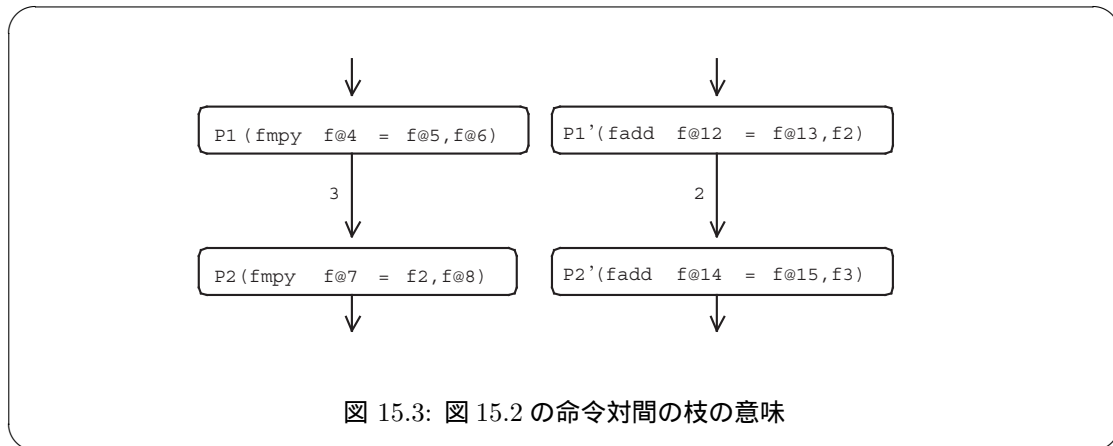 P1 (fmpy f@4 = f@5,f@6) P1'(fadd f@12 = f@13,f2)
3 2
P2(fmpy f@7 = f2,f@8) P2'(fadd f@14 = f@15,f3)
図 15.3: 図 15.2 の命令対間の枝の意味